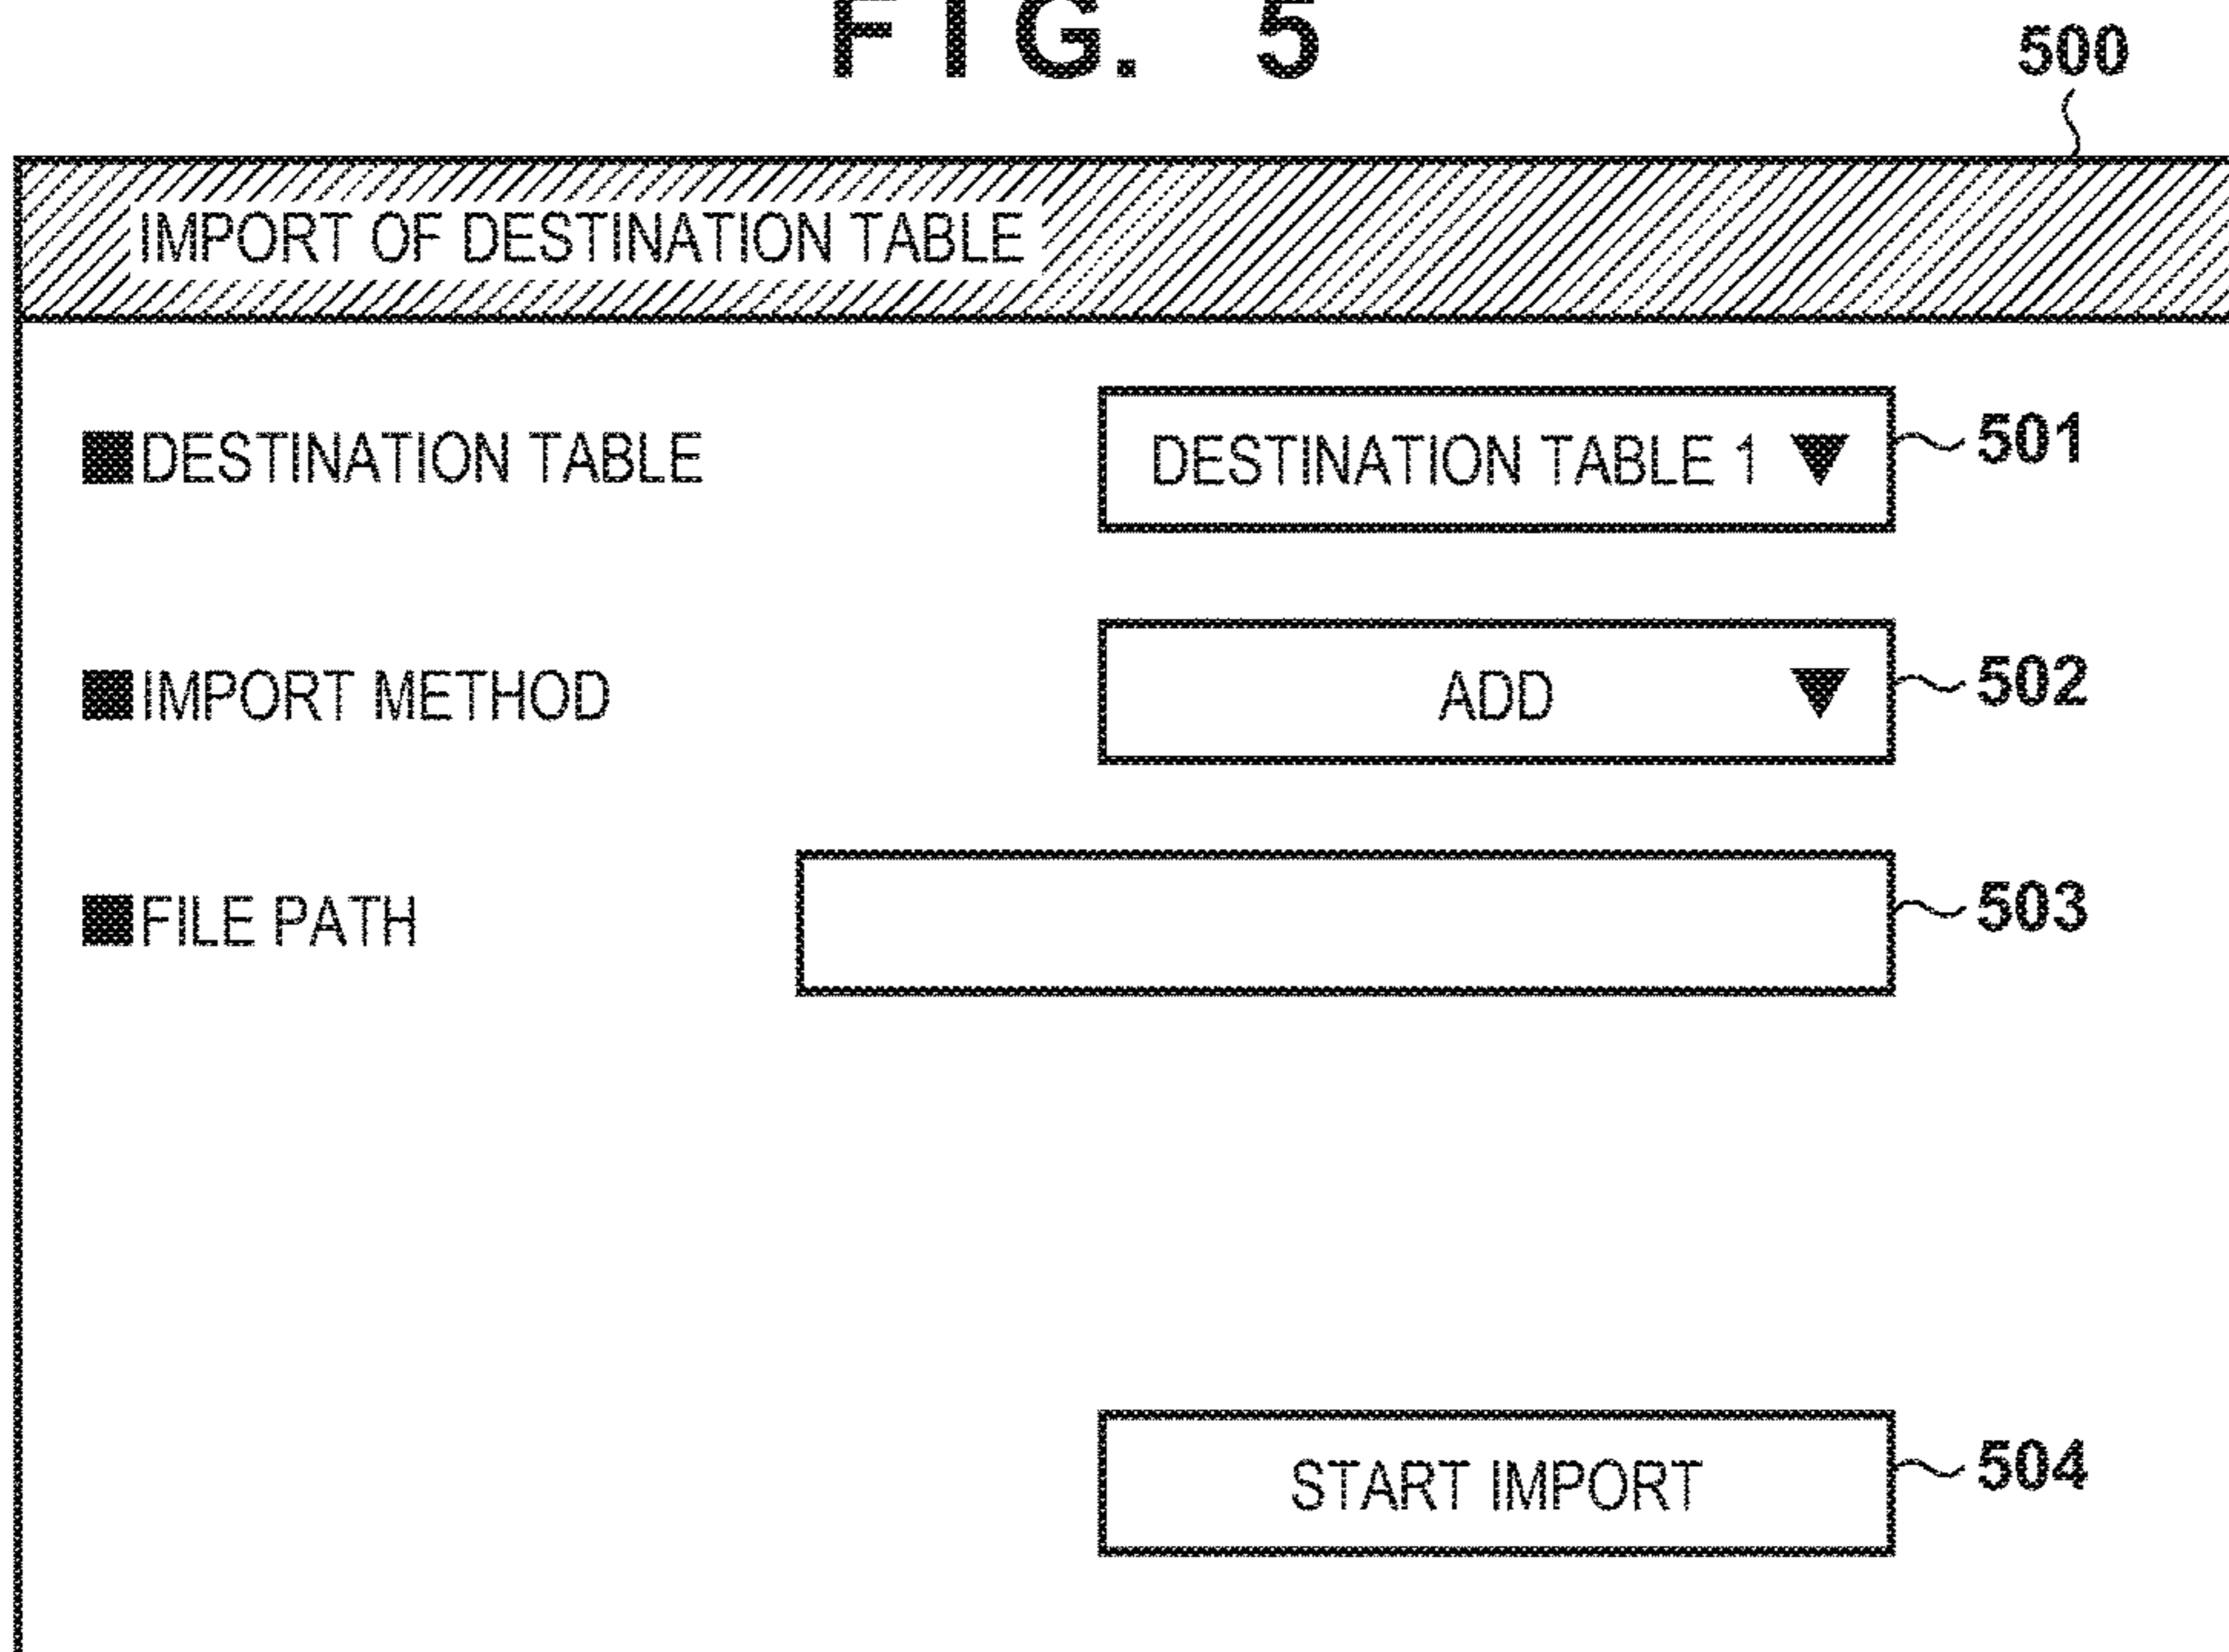 FIG. 5
500
IMPORT OF DESTINATION TABLE
■DESTINATION TABLE DESTINATION TABLE 1 ▼ 501
■IMPORT METHOD ADD ▼ 502
■FILE PATH 503
START IMPORT 504